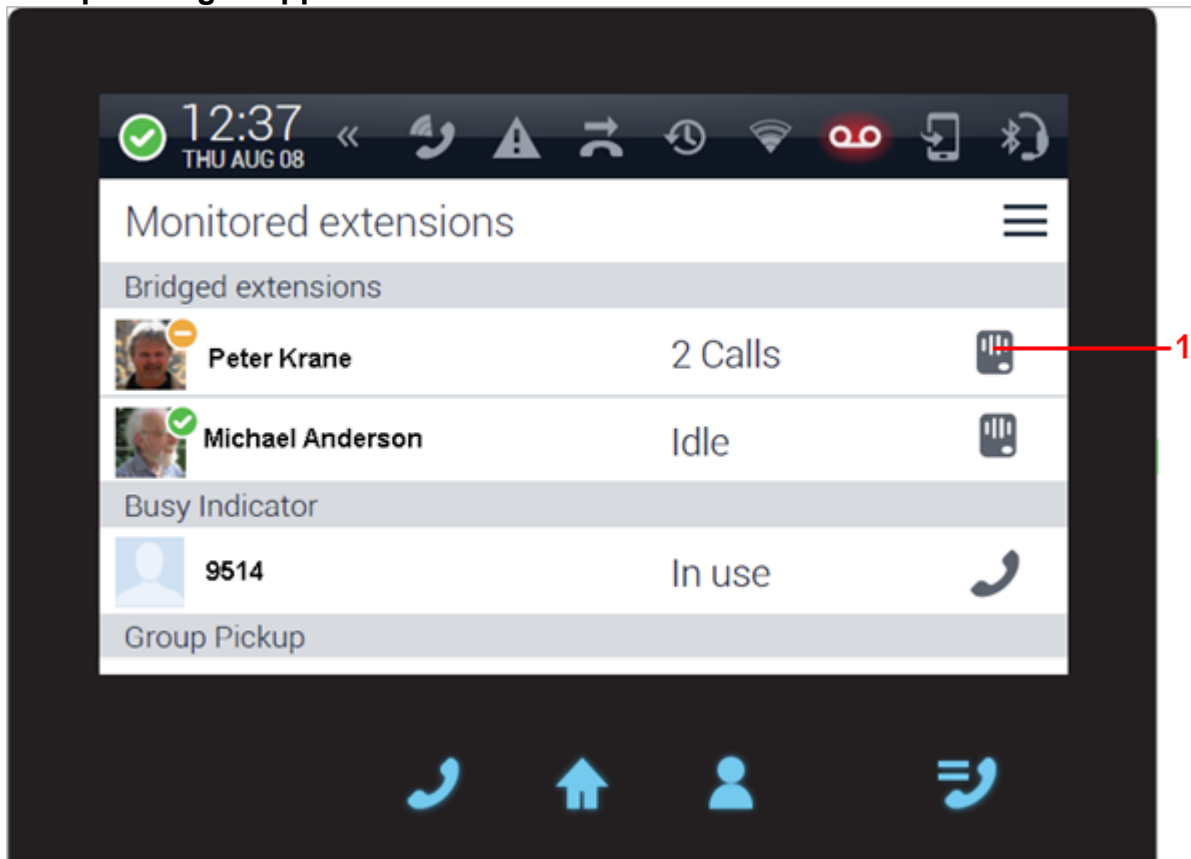 12:37
THU AUG 08
Monitored extensions
Bridged extensions
Peter Krane 2 Calls
1
Michael Anderson Idle
Busy Indicator
9514 In use
Group Pickup